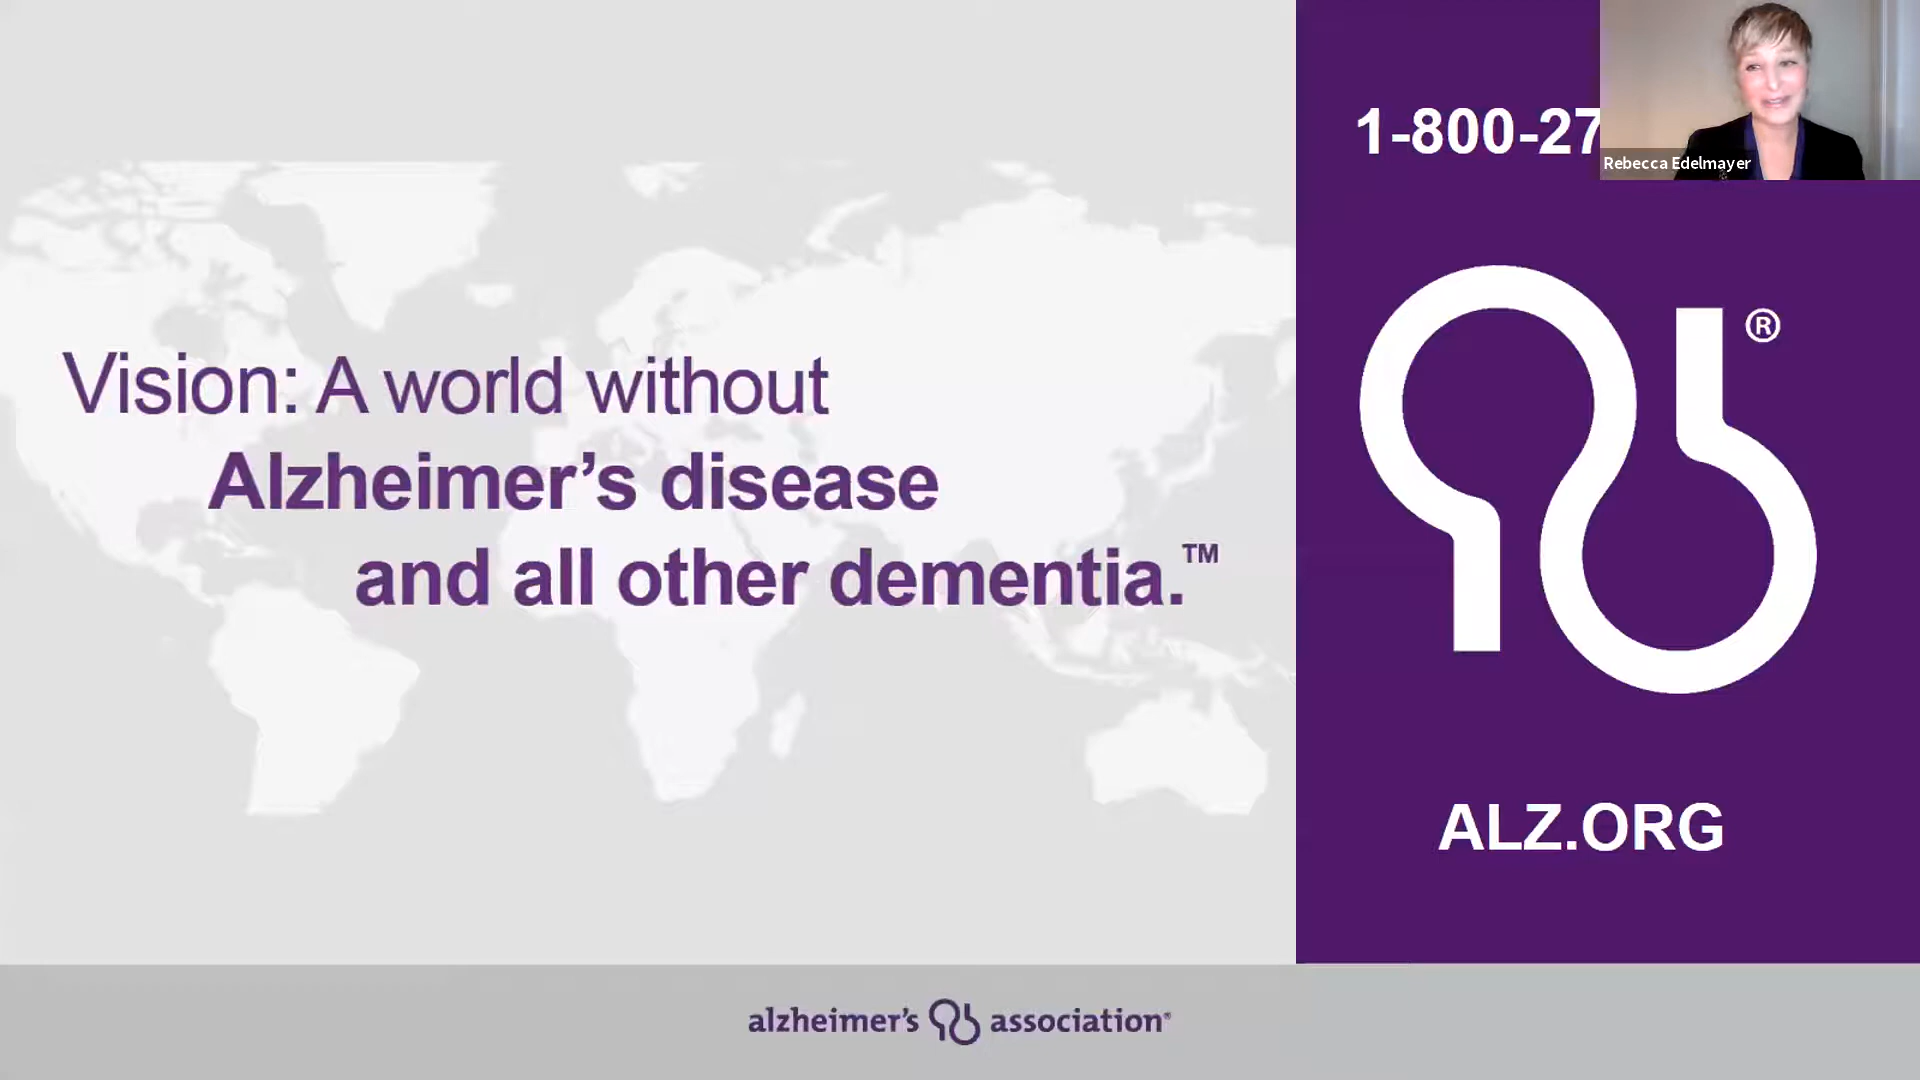 1-800-27
Rebecca Edelmayer
Vision: A world without
Alzheimer's disease
and all other dementia.™
®
ALZ.ORG
alzheimer's association®